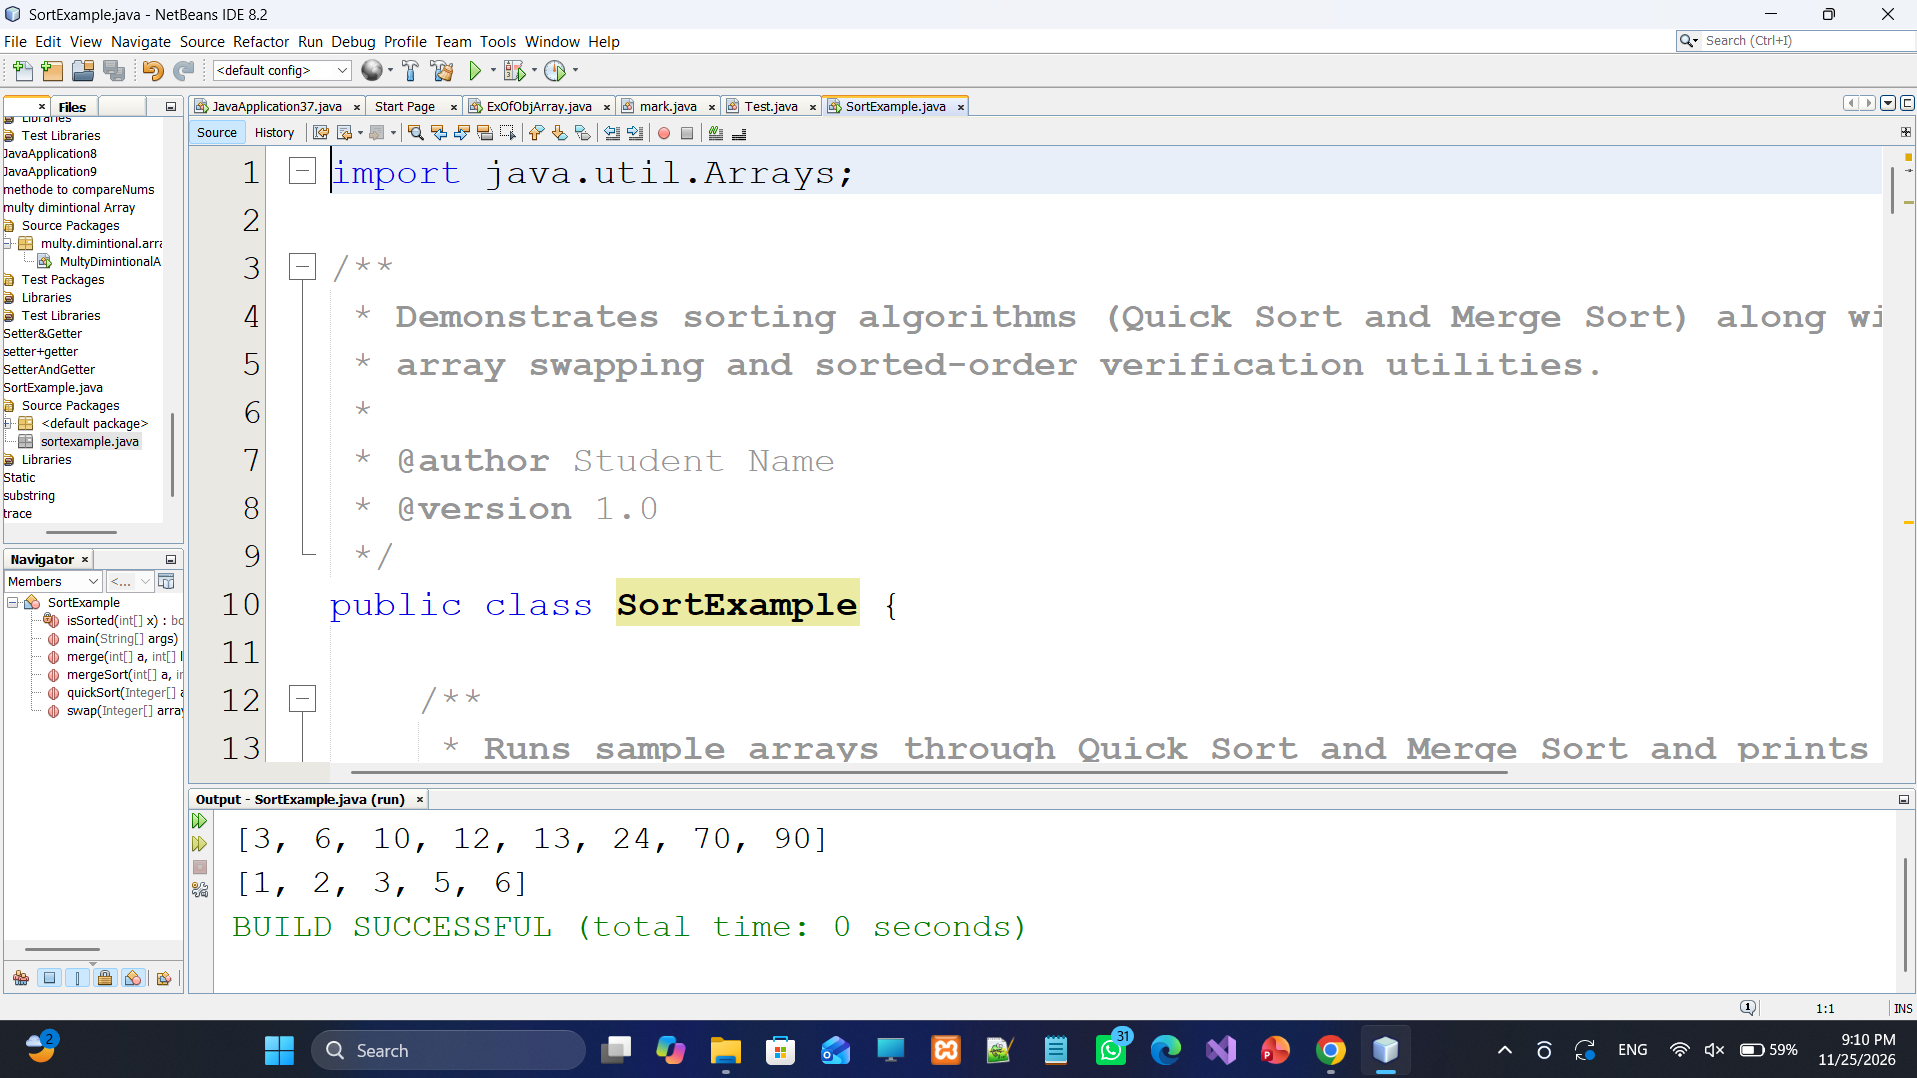 SortExample.java - NetBeans IDE 8.2
File Edit View Navigate Source Refactor Run Debug Profile Team Tools Window Help
Search (Ctrl+I)
<default config>
Files
JavaApplication37.java
Start Page
ExOfObjArray.java
mark.java
Test.java
SortExample.java
Source
History
Libraries
Test Libraries
JavaApplication8
JavaApplication9
methode to compareNums
multy dimintional Array
Source Packages
multy.dimintional.arra
MultyDimintionalA
Test Packages
Libraries
Test Libraries
Setter&Getter
setter+getter
SetterAndGetter
SortExample.java
Source Packages
<default package>
sortexample.java
Libraries
Static
substring
trace
Navigator
Members
<...
SortExample
isSorted(int[] x) : bo
main(String[] args)
merge(int[] a, int[] l
mergeSort(int[] a, in
quickSort(Integer[] a
swap(Integer[] array
1 import java.util.Arrays;
2
3 /**
4 * Demonstrates sorting algorithms (Quick Sort and Merge Sort) along wi
5 * array swapping and sorted-order verification utilities.
6 *
7 * @author Student Name
8 * @version 1.0
9 */
10 public class SortExample {
11
12 /**
13 * Runs sample arrays through Quick Sort and Merge Sort and prints
Output - SortExample.java (run)
[3, 6, 10, 12, 13, 24, 70, 90]
[1, 2, 3, 5, 6]
BUILD SUCCESSFUL (total time: 0 seconds)
1
1:1
INS
2
Search
31
ENG
59%
9:10 PM
11/25/2026